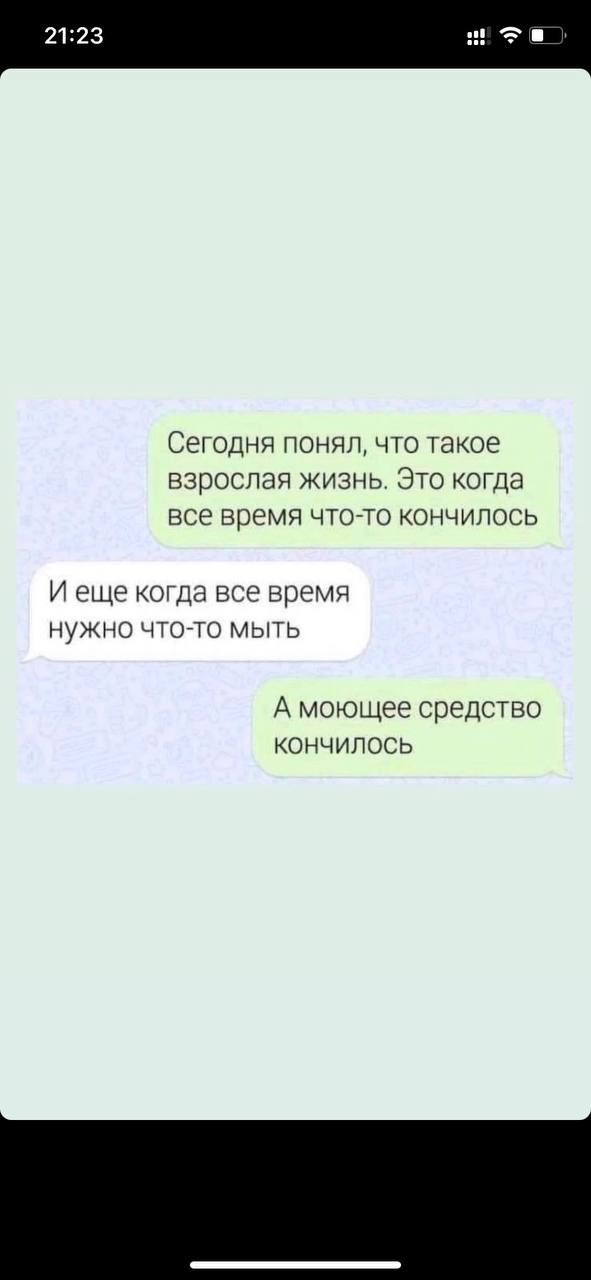 21:23
Сегодня понял, что такое
взрослая жизнь. Это когда
все время что-то кончилось
И еще когда все время
нужно что-то мыть
А моющее средство
кончилось